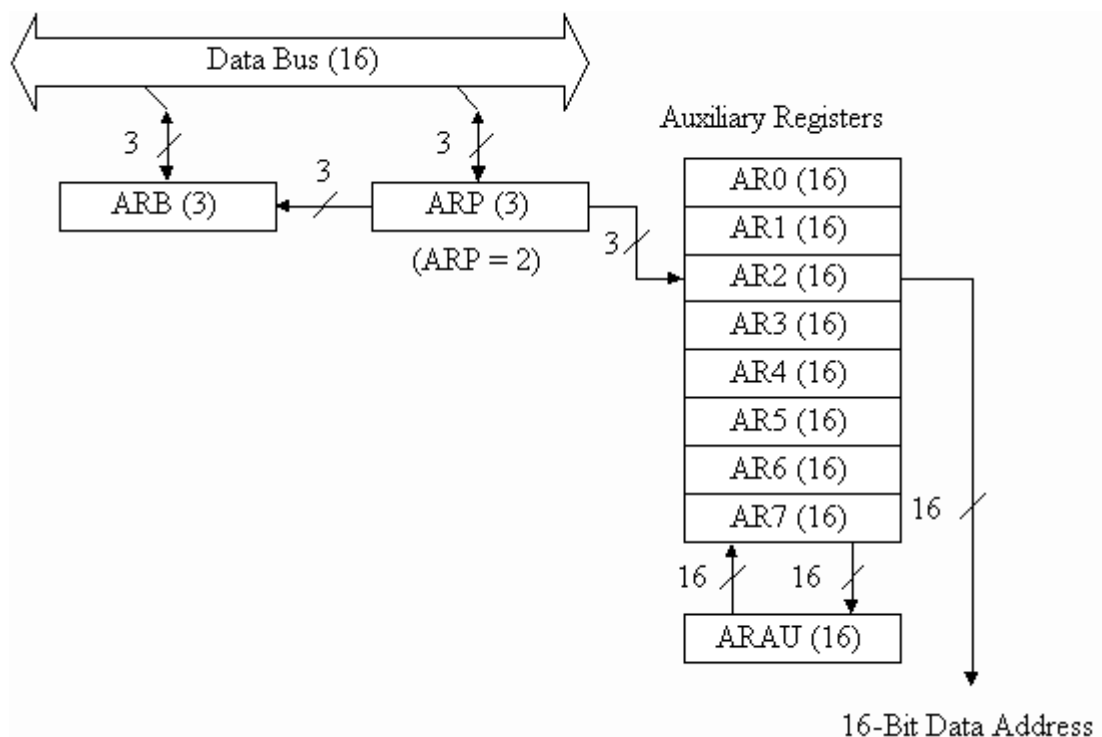 Data Bus (16)
Auxiliary Registers
3
3
3
ARB (3)
ARP (3)
(ARP = 2)
3
AR0 (16)
AR1 (16)
AR2 (16)
AR3 (16)
AR4 (16)
AR5 (16)
AR6 (16)
AR7 (16)
16
16
16
ARAU (16)
16-Bit Data Address